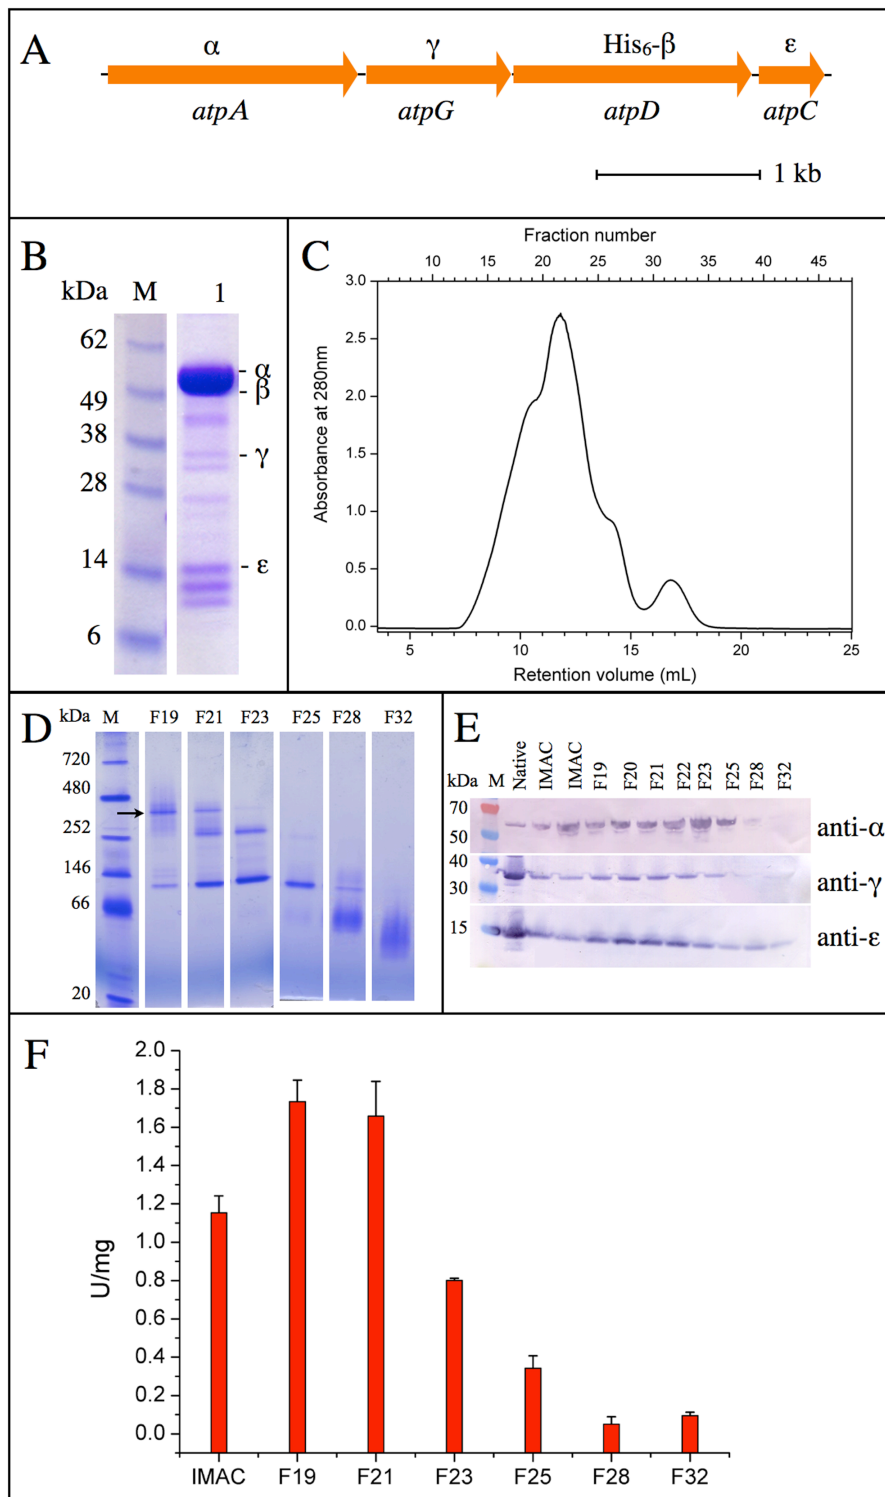 A
α γ His₆-β ε
atpA atpG atpD atpC
1 kb
B
kDa M 1
62
49
38
28
14
6
- α
- β
- γ
- ε
C
Fraction number
10 15 20 25 30 35 40 45
3.0
2.5
2.0
1.5
1.0
0.5
0.0
Absorbance at 280nm
5 10 15 20 25
Retention volume (mL)
D
kDa M F19 F21 F23 F25 F28 F32
720
480
252
146
66
20
E
kDa M Native IMAC IMAC F19 F20 F21 F22 F23 F25 F28 F32
70
50
40
30
15
anti-α
anti-γ
anti-ε
F
2.0
1.8
1.6
1.4
1.2
1.0
0.8
0.6
0.4
0.2
0.0
U/mg
IMAC F19 F21 F23 F25 F28 F32